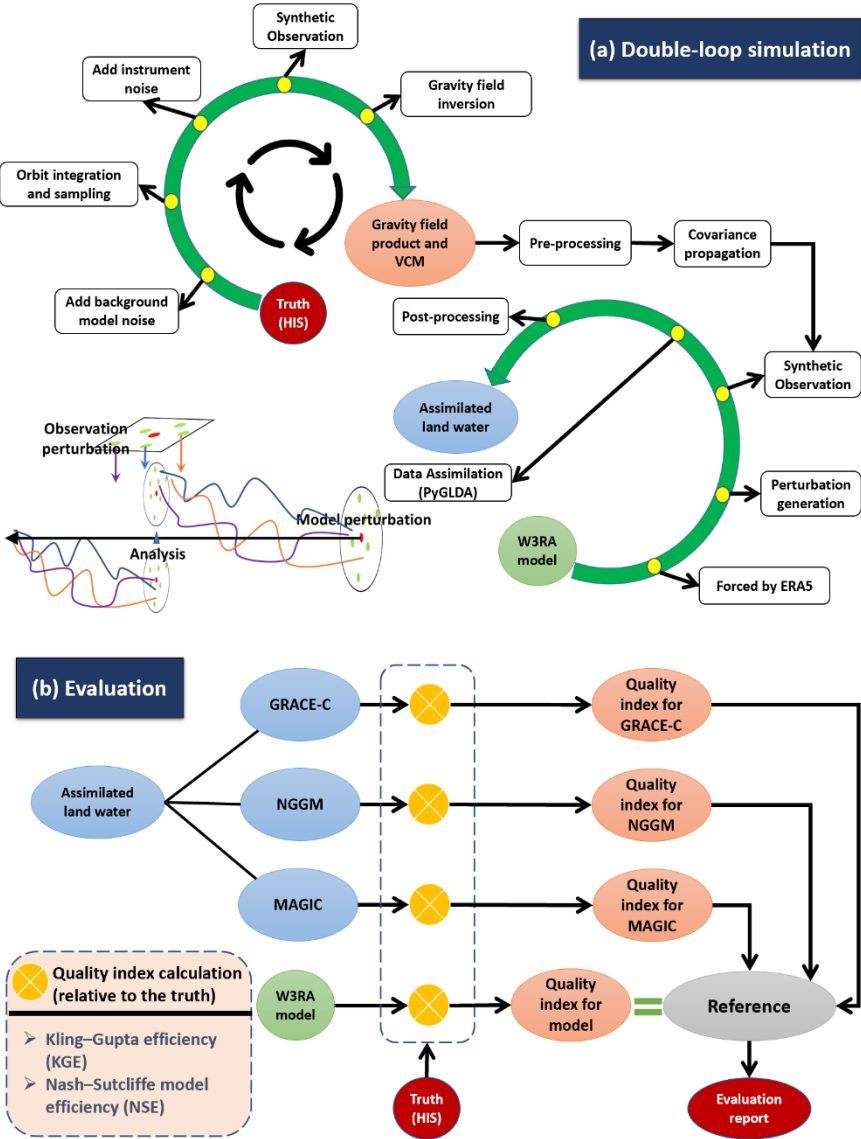 (a) Double-loop simulation
Synthetic
Observation
Add instrument
noise
Gravity field
inversion
Orbit integration
and sampling
Gravity field
product and
VCM
Pre-processing
Covariance
propagation
Add background
model noise
Truth
(HIS)
Post-processing
Synthetic
Observation
Assimilated
land water
Observation
perturbation
Data Assimilation
(PyGLDA)
Perturbation
generation
Model perturbation
Analysis
W3RA
model
Forced by ERA5
(b) Evaluation
GRACE-C
Quality
index for
GRACE-C
Assimilated
land water
NGGM
Quality
index for
NGGM
MAGIC
Quality
index for
MAGIC
Quality index calculation
(relative to the truth)
Kling–Gupta efficiency
(KGE)
Nash–Sutcliffe model
efficiency (NSE)
W3RA
model
Quality
index for
model
Reference
Truth
(HIS)
Evaluation
report